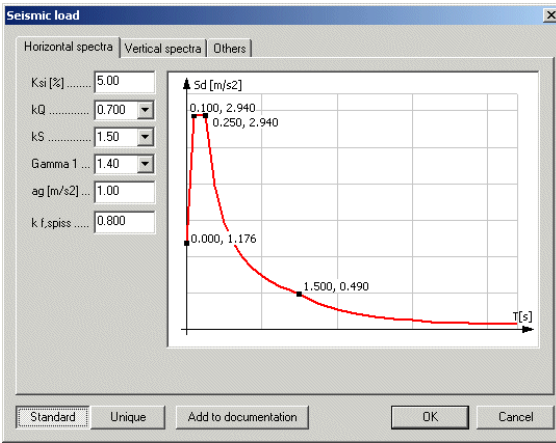 Seismic load
Horizontal spectra Vertical spectra Others
Ksi [%] ........ 5.00
kQ ............. 0.700
kS .............. 1.50
Gamma 1 ... 1.40
ag [m/s2] ... 1.00
k f,spiss ..... 0.800
Sd [m/s2]
0.100, 2.940
0.250, 2.940
0.000, 1.176
1.500, 0.490
T[s]
Standard Unique Add to documentation OK Cancel